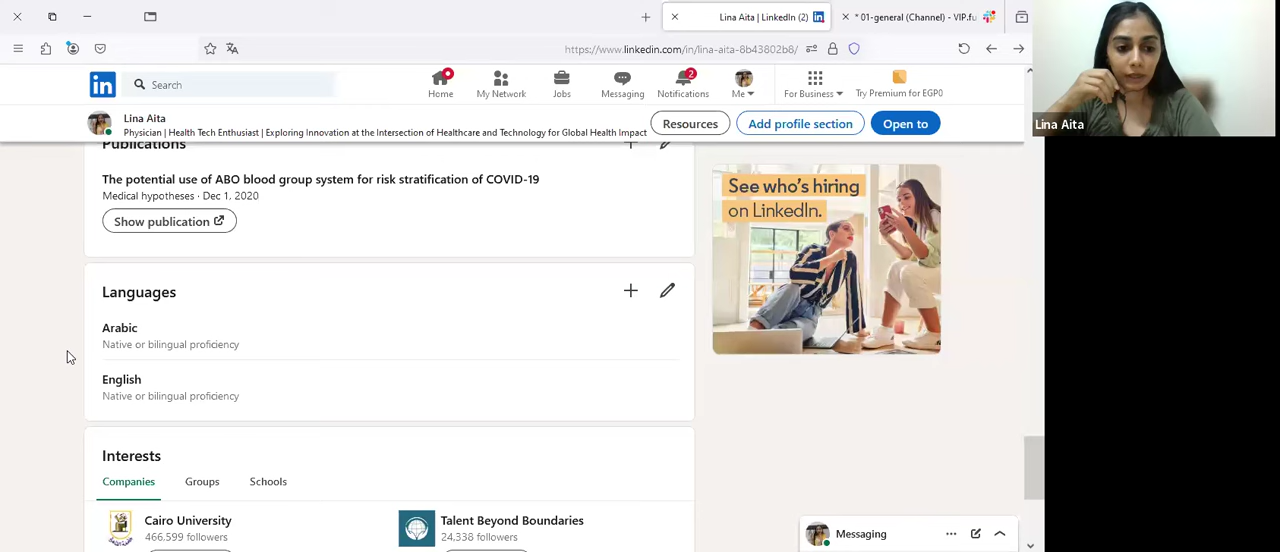 Lina Aita | LinkedIn (2)
* 01-general (Channel) - VIP.fu
https://www.linkedin.com/in/lina-aita-8b43802b8/
in
Search
Home
My Network
Jobs
Messaging
2
Notifications
Me
For Business
Try Premium for EGP0
Lina Aita
Physician | Health Tech Enthusiast | Exploring Innovation at the Intersection of Healthcare and Technology for Global Health Impact
Resources
Add profile section
Open to
Lina Aita
Publications
The potential use of ABO blood group system for risk stratification of COVID-19
Medical hypotheses · Dec 1, 2020
Show publication
See who's hiring
on LinkedIn.
Languages
Arabic
Native or bilingual proficiency
English
Native or bilingual proficiency
Interests
Companies
Groups
Schools
Cairo University
466.599 followers
Talent Beyond Boundaries
24.338 followers
Messaging